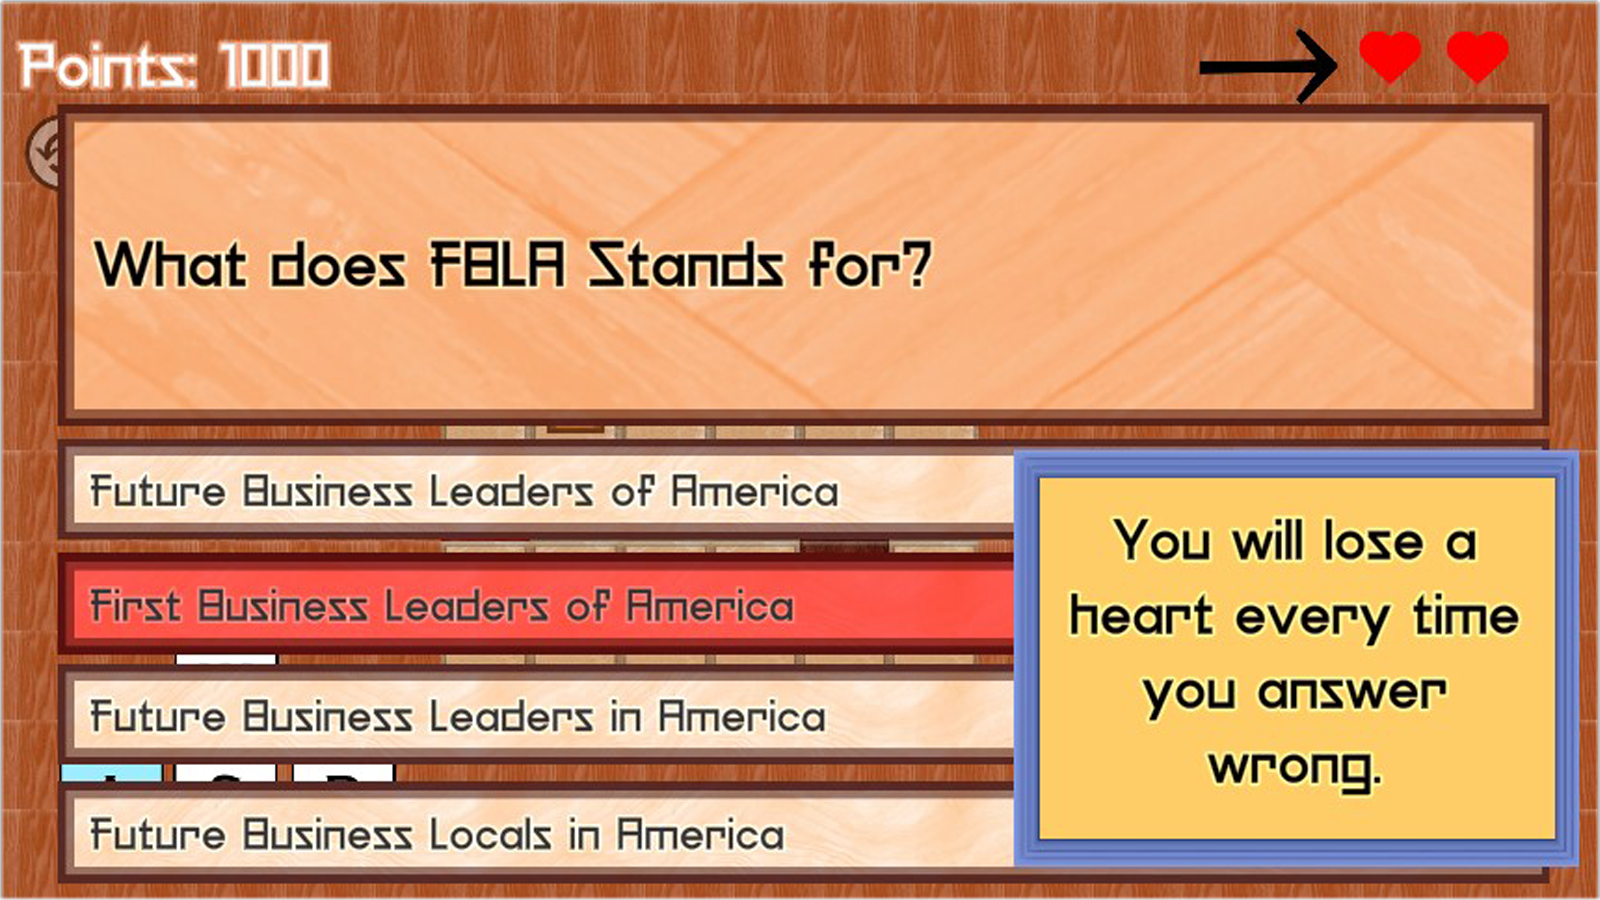 Points: 1000
What does FBLA Stands for?
Future Business Leaders of America
First Business Leaders of America
Future Business Leaders in America
Future Business Locals in America
You will lose a
heart every time
you answer
wrong.